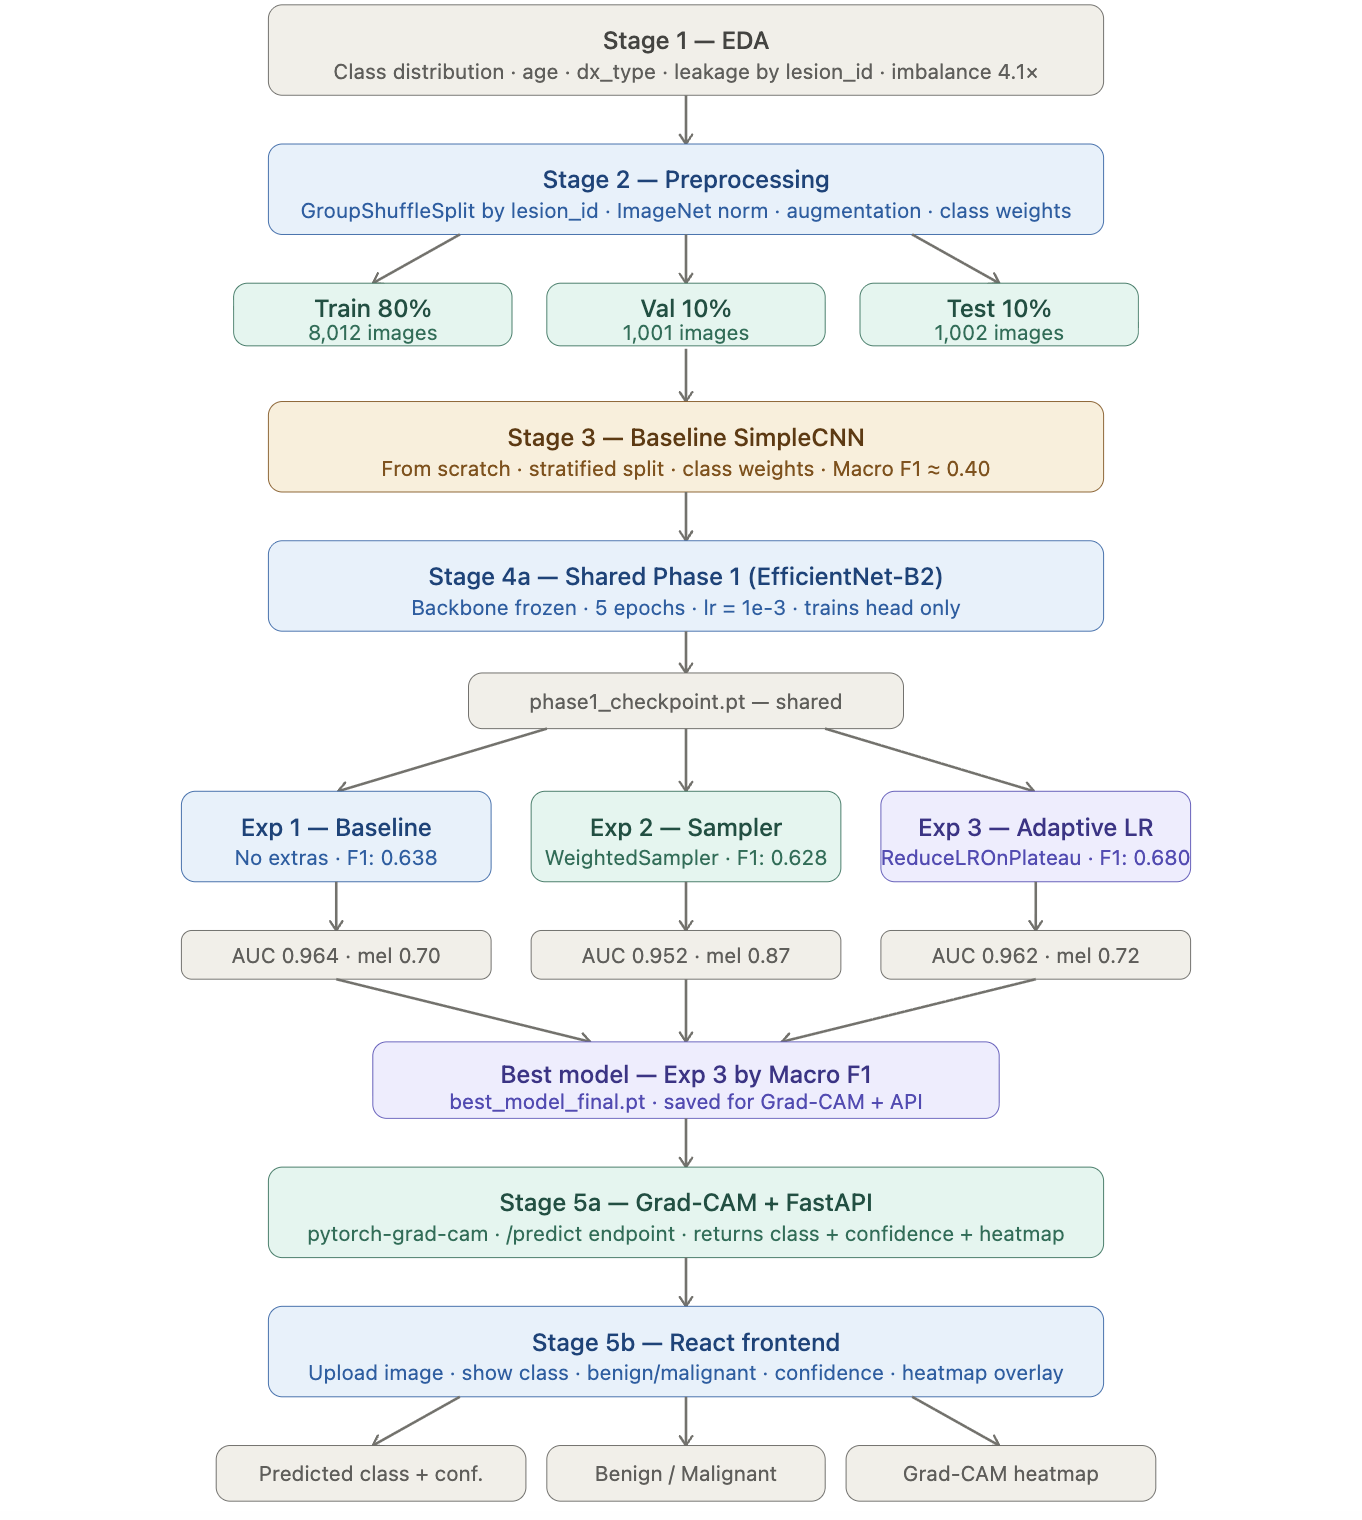 Stage 1 — EDA
Class distribution · age · dx_type · leakage by lesion_id · imbalance 4.1×
Stage 2 — Preprocessing
GroupShuffleSplit by lesion_id · ImageNet norm · augmentation · class weights
Train 80%
8,012 images
Val 10%
1,001 images
Test 10%
1,002 images
Stage 3 — Baseline SimpleCNN
From scratch · stratified split · class weights · Macro F1 ≈ 0.40
Stage 4a — Shared Phase 1 (EfficientNet-B2)
Backbone frozen · 5 epochs · lr = 1e-3 · trains head only
phase1_checkpoint.pt — shared
Exp 1 — Baseline
No extras · F1: 0.638
Exp 2 — Sampler
WeightedSampler · F1: 0.628
Exp 3 — Adaptive LR
ReduceLROnPlateau · F1: 0.680
AUC 0.964 · mel 0.70
AUC 0.952 · mel 0.87
AUC 0.962 · mel 0.72
Best model — Exp 3 by Macro F1
best_model_final.pt · saved for Grad-CAM + API
Stage 5a — Grad-CAM + FastAPI
pytorch-grad-cam · /predict endpoint · returns class + confidence + heatmap
Stage 5b — React frontend
Upload image · show class · benign/malignant · confidence · heatmap overlay
Predicted class + conf.
Benign / Malignant
Grad-CAM heatmap